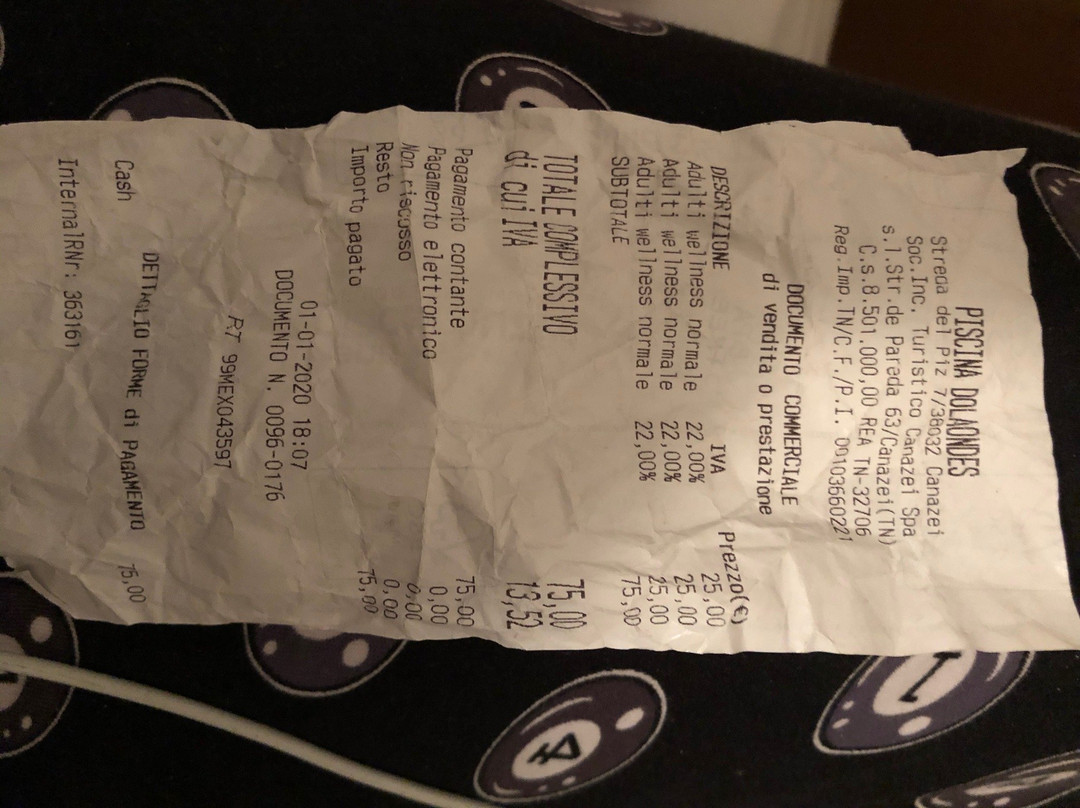 PISCINA DOLAONDES
Streda del Piz 7/38032 Canazei
Soc.Inc. Turistico Canazei Spa
s.l.Str.de Pareda 63/Canazei(TN)
C.s.8.501.000,00 REA TN-32706
Reg.Imp.TN/C.F./P.I. 00103660221
DOCUMENTO COMMERCIALE
di vendita o prestazione
DESCRIZIONE IVA Prezzo(€)
Adulti wellness normale 22,00% 25,00
Adulti wellness normale 22,00% 25,00
Adulti wellness normale 22,00% 25,00
SUBTOTALE 75,00
TOTALE COMPLESSIVO 75,00
di cui IVA 13,52
Pagamento contante 75,00
Pagamento elettronico 0,00
Non riscosso 0,00
Resto 0,00
Importo pagato 75,00
01-01-2020 18:07
DOCUMENTO N. 0096-0176
RT 99MEX043597
DETTAGLIO FORME di PAGAMENTO
Cash 75,00
InternalRNr: 363161
1
4